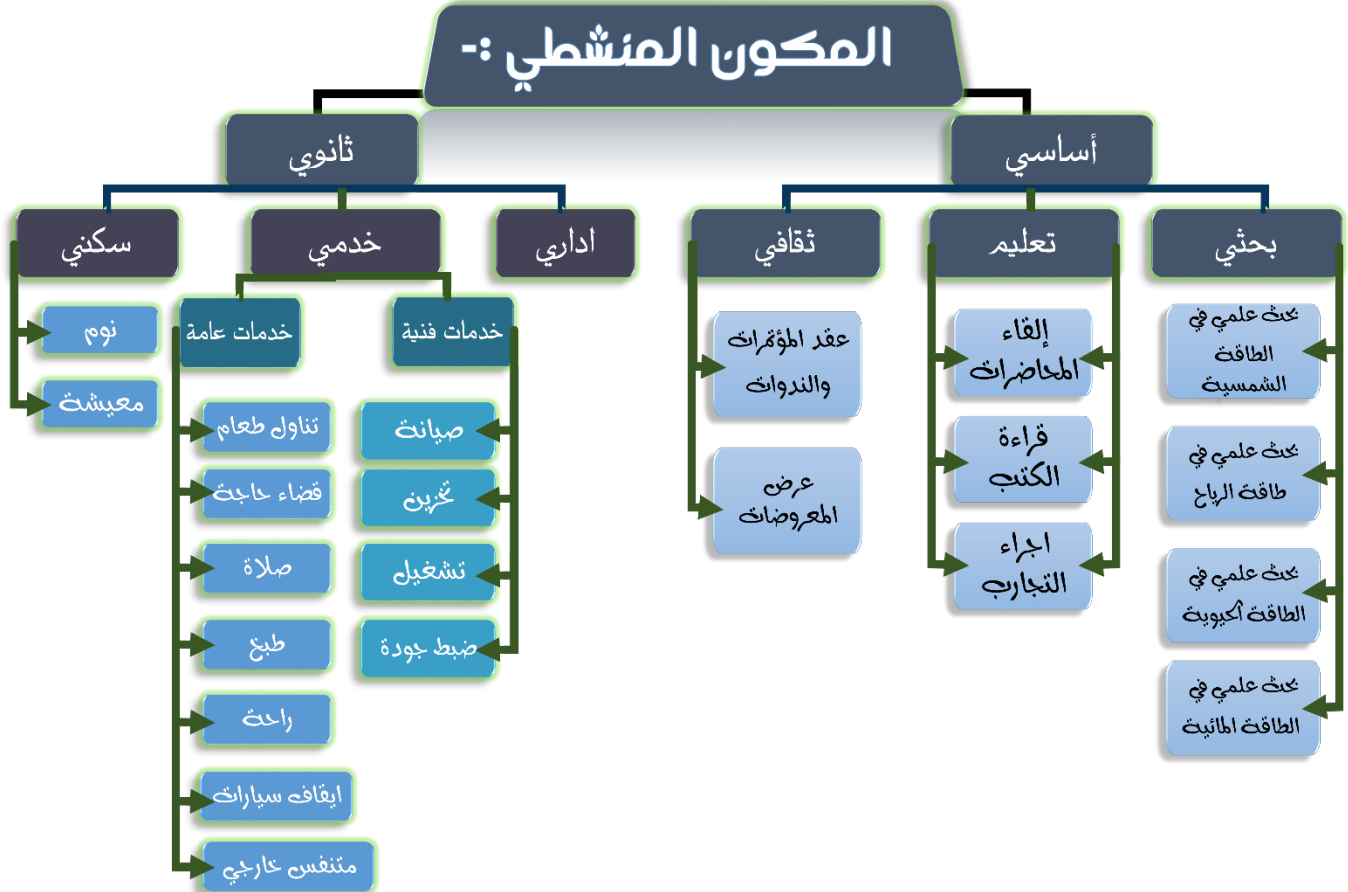 المكون المنشطي :-
أساسي
ثانوي
بحثي
تعليم
ثقافي
اداري
خدمي
سكني
بحث علمي في
الطاقة
الشمسية
بحث علمي في
طاقة الرياح
بحث علمي في
الطاقة الحيوية
بحث علمي في
الطاقة المائية
إلقاء
المحاضرات
قراءة
الكتب
اجراء
التجارب
عقد المؤتمرات
والندوات
عرض
المعروضات
خدمات فنية
صيانة
تخزين
تشغيل
ضبط جودة
خدمات عامة
تناول طعام
قضاء حاجة
صلاة
طبخ
راحة
ايقاف سيارات
متنفس خارجي
نوم
معيشة